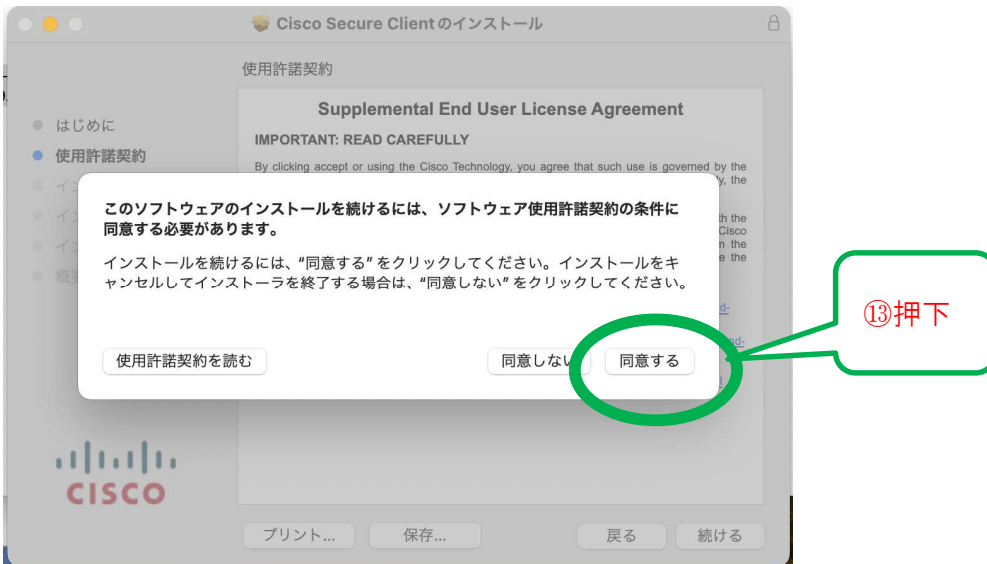 Cisco Secure Clientのインストール
使用許諾契約
Supplemental End User License Agreement
はじめに
IMPORTANT: READ CAREFULLY
使用許諾契約
By clicking accept or using the Cisco Technology, you agree that such use is governed by the
the
このソフトウェアのインストールを続けるには、ソフトウェア使用許諾契約の条件に
同意する必要があります。
the
Cisco
the
the
インストールを続けるには、“同意する” をクリックしてください。インストールをキ
ャンセルしてインストーラを終了する場合は、“同意しない” をクリックしてください。
⑬押下
使用許諾契約を読む
同意しない
同意する
CISCO
プリント...
保存...
戻る
続ける